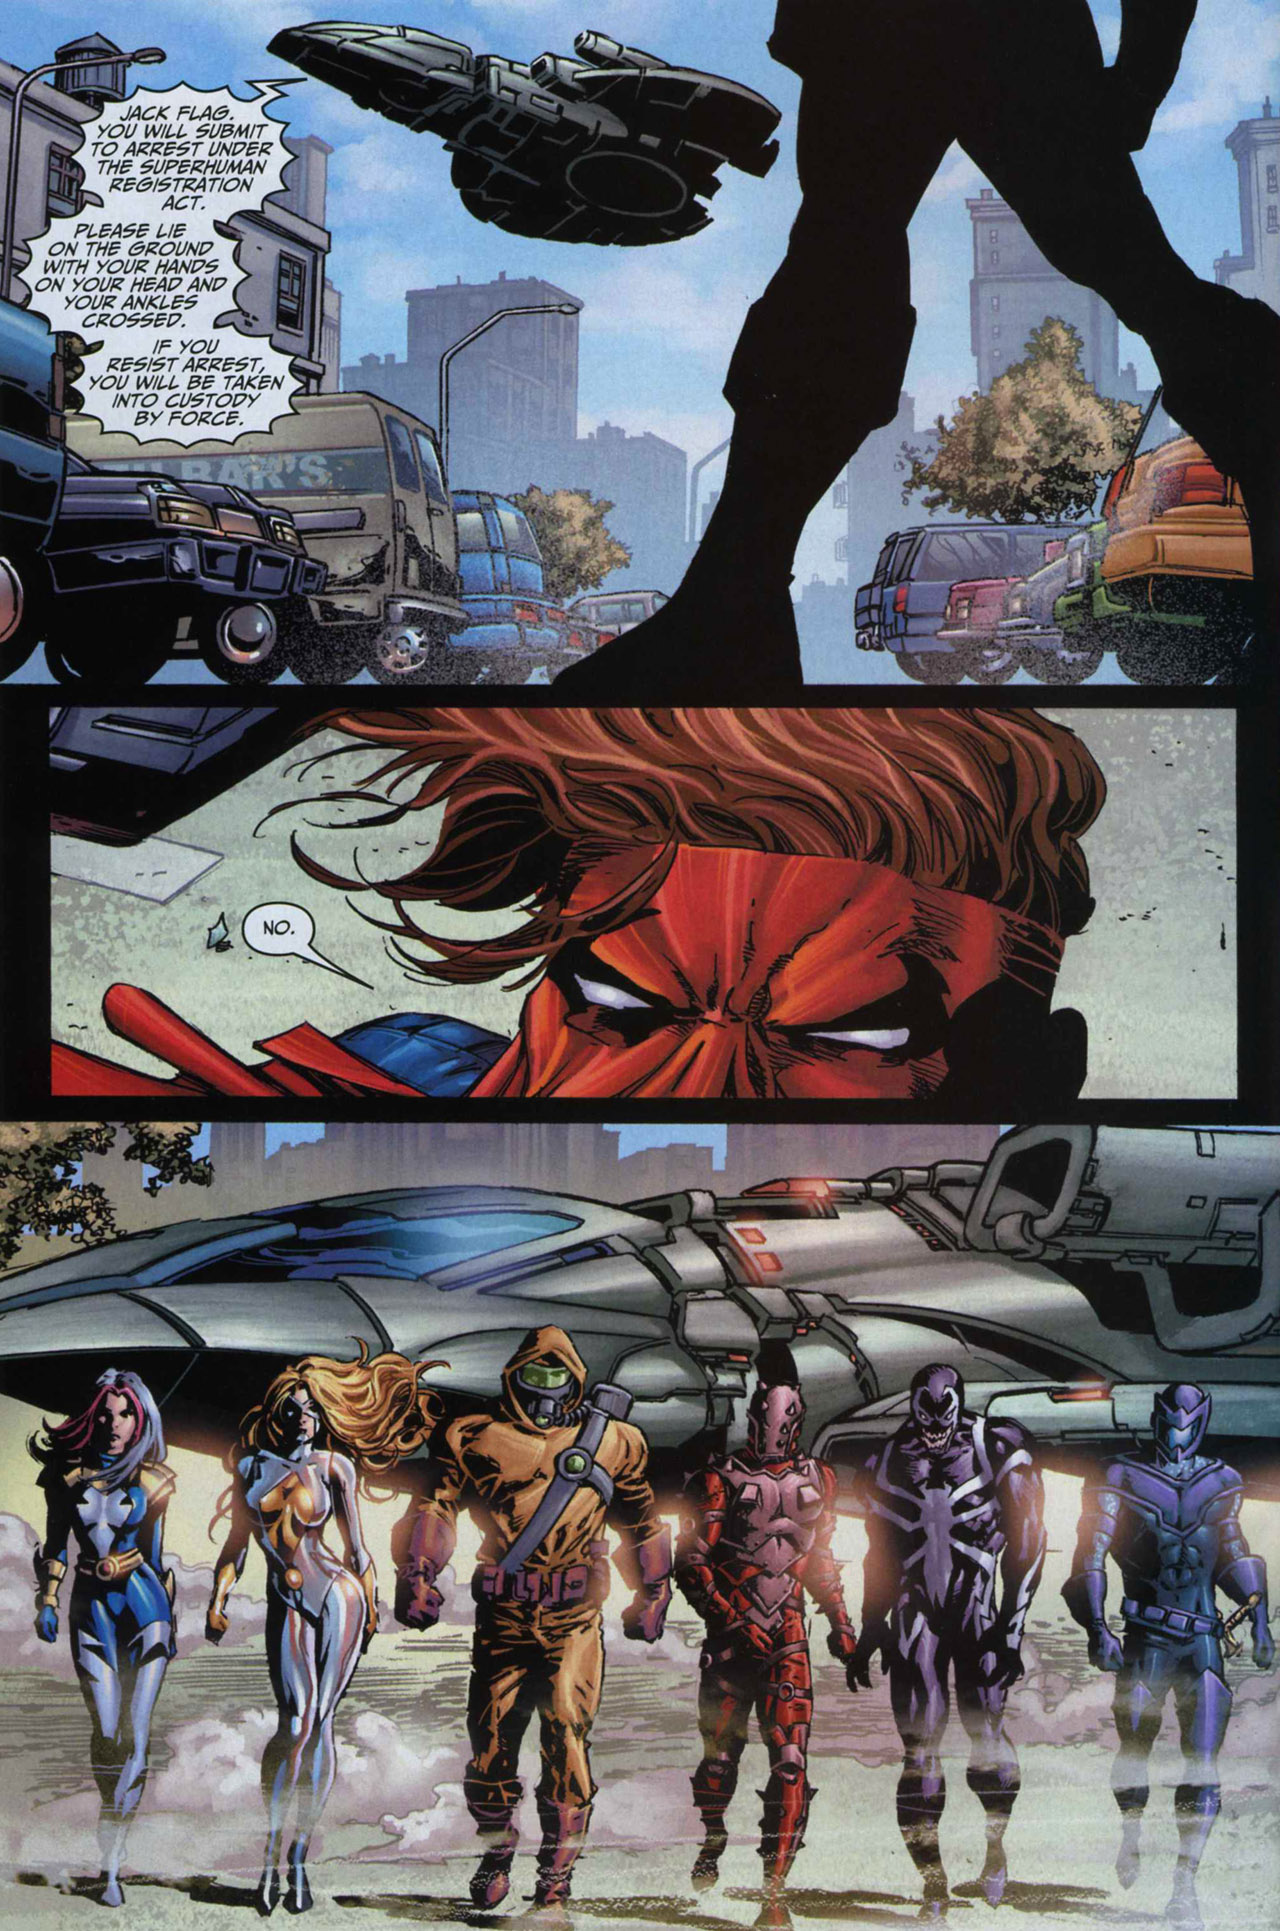 JACK FLAG.
YOU WILL SUBMIT
TO ARREST UNDER
THE SUPERHUMAN
REGISTRATION
ACT.
PLEASE LIE
ON THE GROUND
WITH YOUR HANDS
ON YOUR HEAD AND
YOUR ANKLES
CROSSED.
IF YOU
RESIST ARREST,
YOU WILL BE TAKEN
INTO CUSTODY
BY FORCE.
NO.